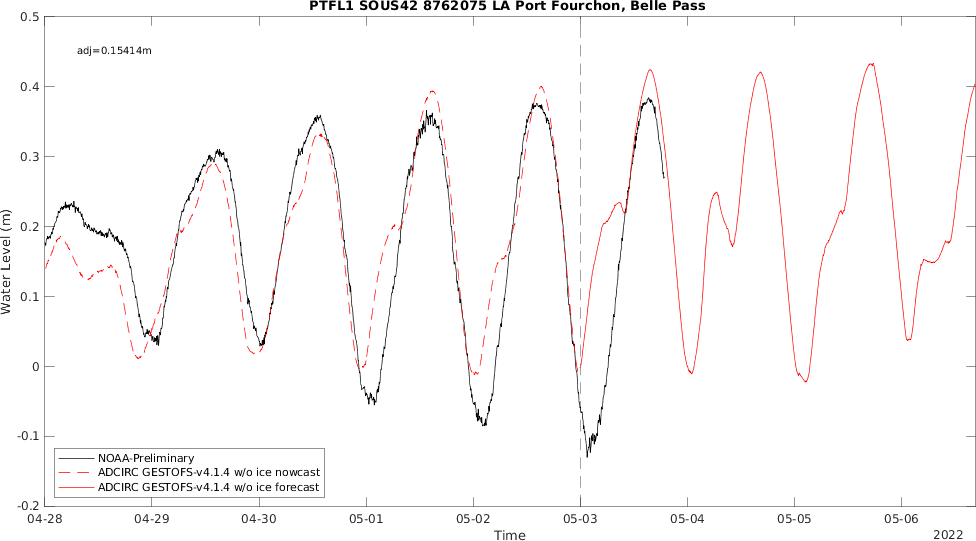 PTFL1 SOUS42 8762075 LA Port Fourchon, Belle Pass
adj=0.15414m
0.5
0.4
0.3
0.2
0.1
0
-0.1
-0.2
Water Level (m)
NOAA-Preliminary
ADCIRC GESTOFS-v4.1.4 w/o ice nowcast
ADCIRC GESTOFS-v4.1.4 w/o ice forecast
04-28 04-29 04-30 05-01 05-02 05-03 05-04 05-05 05-06
Time
2022